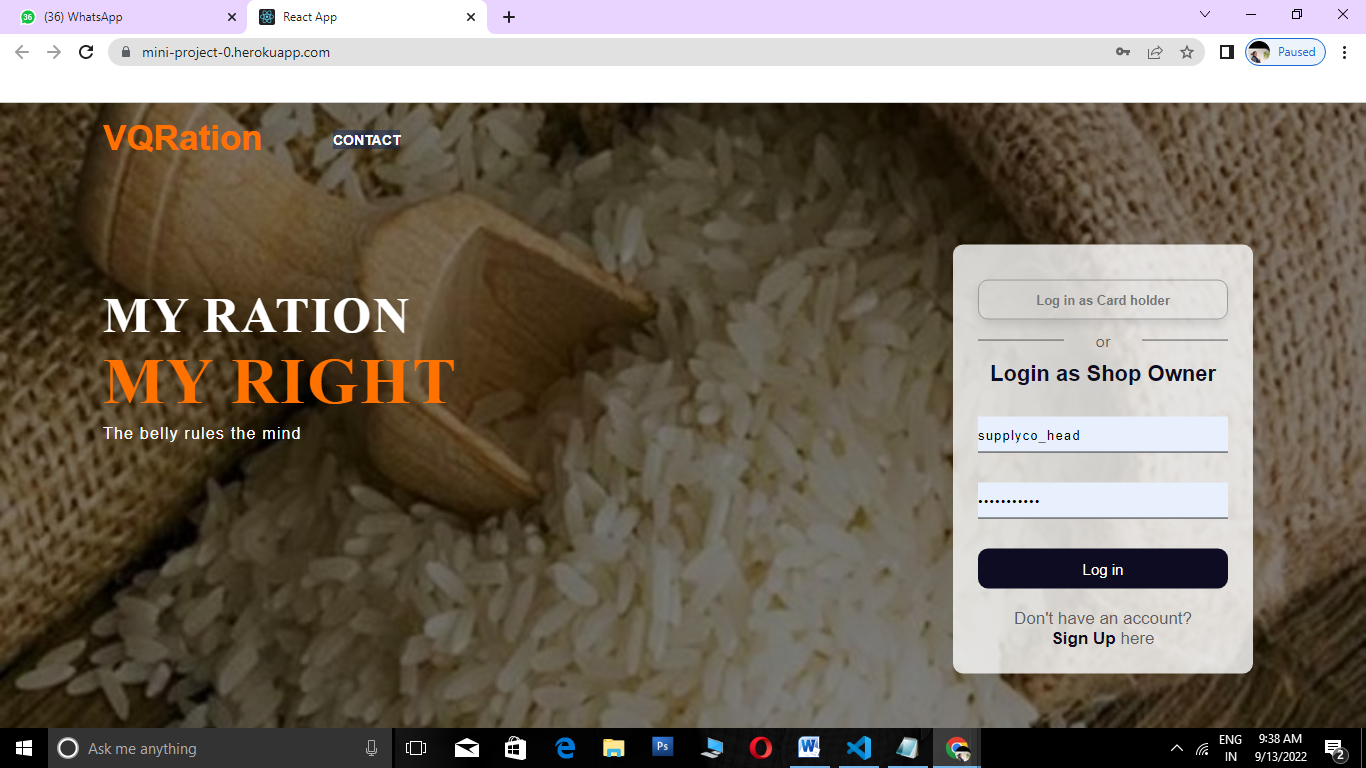 (36) WhatsApp
React App
mini-project-0.herokuapp.com
Paused
VQRation
CONTACT
MY RATION
MY RIGHT
The belly rules the mind
Log in as Card holder
or
Login as Shop Owner
supplyco_head
•••••••••••
Log in
Don't have an account?
Sign Up here
Ask me anything
ENG
IN
9:38 AM
9/13/2022
2